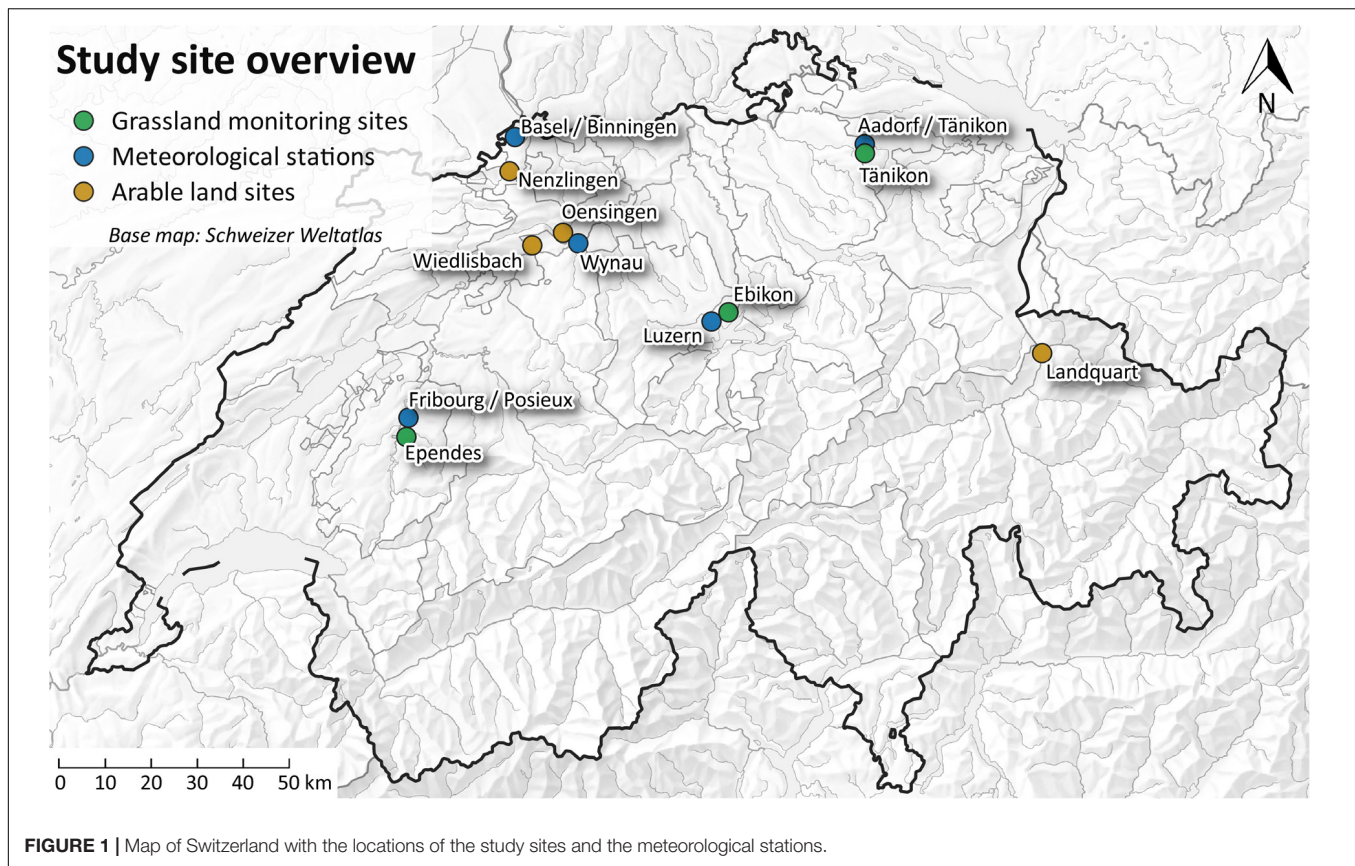 Study site overview
Grassland monitoring sites
Meteorological stations
Arable land sites
Base map: Schweizer Weltatlas
N
Basel / Binningen
Aadorf / Tänikon
Tänikon
Nenzlingen
Oensingen
Wiedlisbach
Wynau
Ebikon
Luzern
Landquart
Fribourg / Posieux
Ependes
0 10 20 30 40 50 km
FIGURE 1 | Map of Switzerland with the locations of the study sites and the meteorological stations.